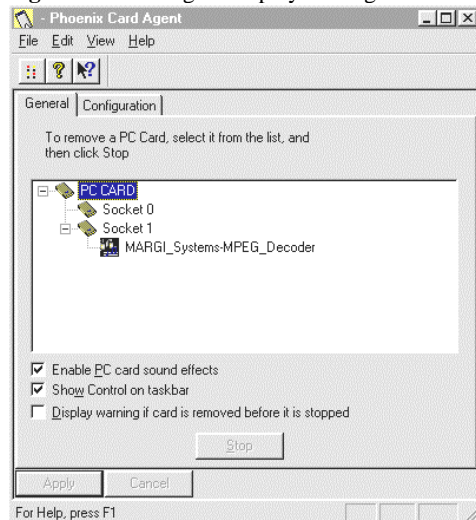 - Phoenix Card Agent
File Edit View Help
General Configuration
To remove a PC Card, select it from the list, and
then click Stop
PC CARD
Socket 0
Socket 1
MARGI_Systems-MPEG_Decoder
Enable PC card sound effects
Show Control on taskbar
Display warning if card is removed before it is stopped
Stop
Apply Cancel
For Help, press F1